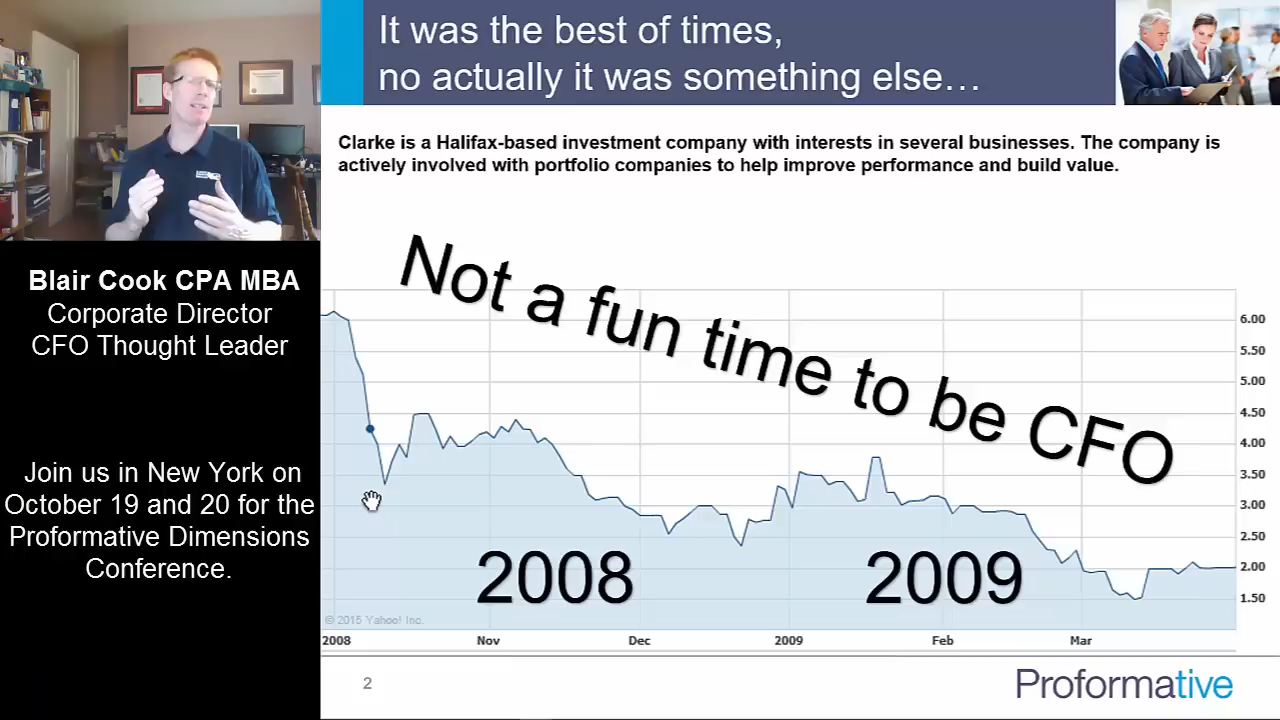 It was the best of times,
no actually it was something else…
Clarke is a Halifax-based investment company with interests in several businesses. The company is
actively involved with portfolio companies to help improve performance and build value.
Blair Cook CPA MBA
Corporate Director
CFO Thought Leader
Join us in New York on
October 19 and 20 for the
Proformative Dimensions
Conference.
Not a fun time to be CFO
6.00
5.50
5.00
4.50
4.00
3.50
3.00
2.50
2.00
1.50
2008
2009
© 2015 Yahoo! Inc.
2008 Nov Dec 2009 Feb Mar
2
Proformative